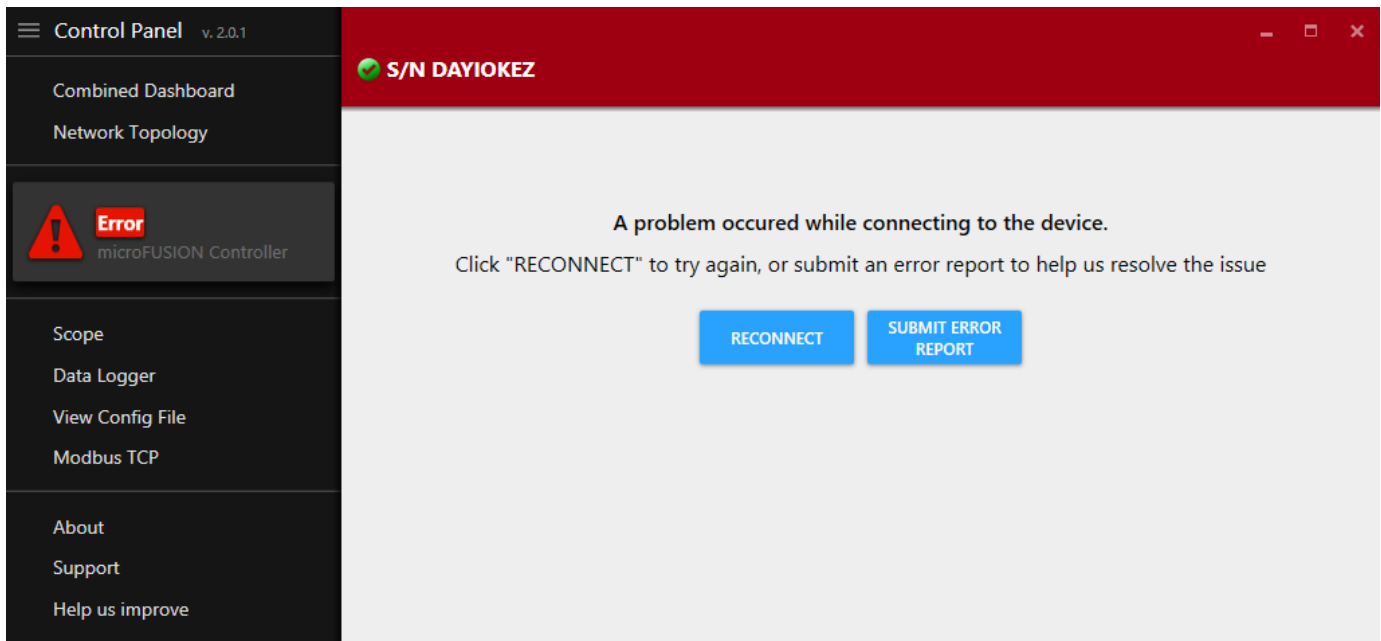 Control Panel v. 2.0.1
Combined Dashboard
Network Topology
Error
microFUSION Controller
Scope
Data Logger
View Config File
Modbus TCP
About
Support
Help us improve
S/N DAYIOKEZ
A problem occured while connecting to the device.
Click "RECONNECT" to try again, or submit an error report to help us resolve the issue
RECONNECT
SUBMIT ERROR
REPORT